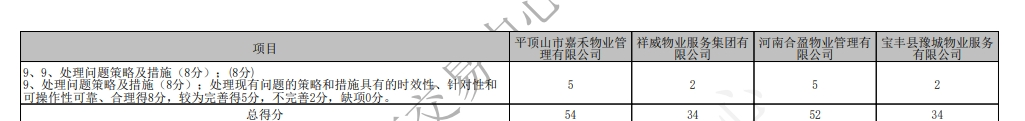 项目 平顶山市嘉禾物业管理有限公司 祥威物业服务集团有限公司 河南合盈物业管理有限公司 宝丰县豫城物业服务有限公司
9、9、处理问题策略及措施（8分）；(8分)
9、处理问题策略及措施（8分）；处理现有问题的策略和措施具有的时效性、针对性和
可操作性可靠、合理得8分，较为完善得5分，不完善2分，缺项0分。 5 2 5 2
总得分 54 34 52 34
交易中心